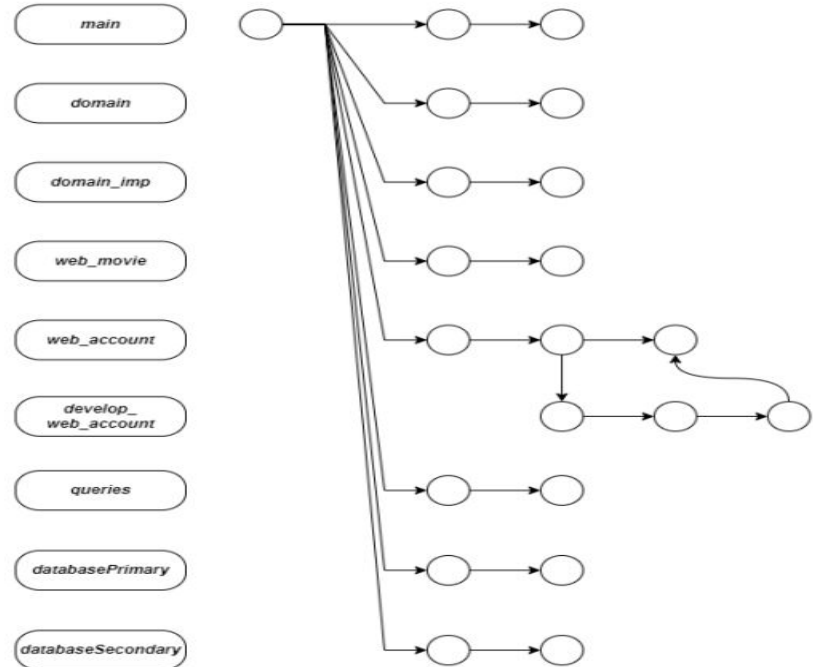 main
domain
domain_imp
web_movie
web_account
develop_
web_account
queries
databasePrimary
databaseSecondary